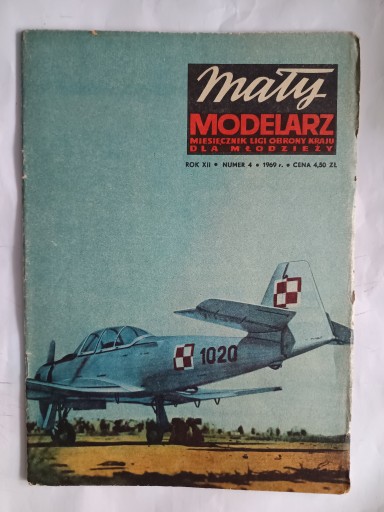 mały
MODELARZ
MIESIĘCZNIK LIGI OBRONY KRAJU
DLA MŁODZIEŻY
ROK XII • NUMER 4 • 1969 r. • CENA 4,50 ZŁ
1020